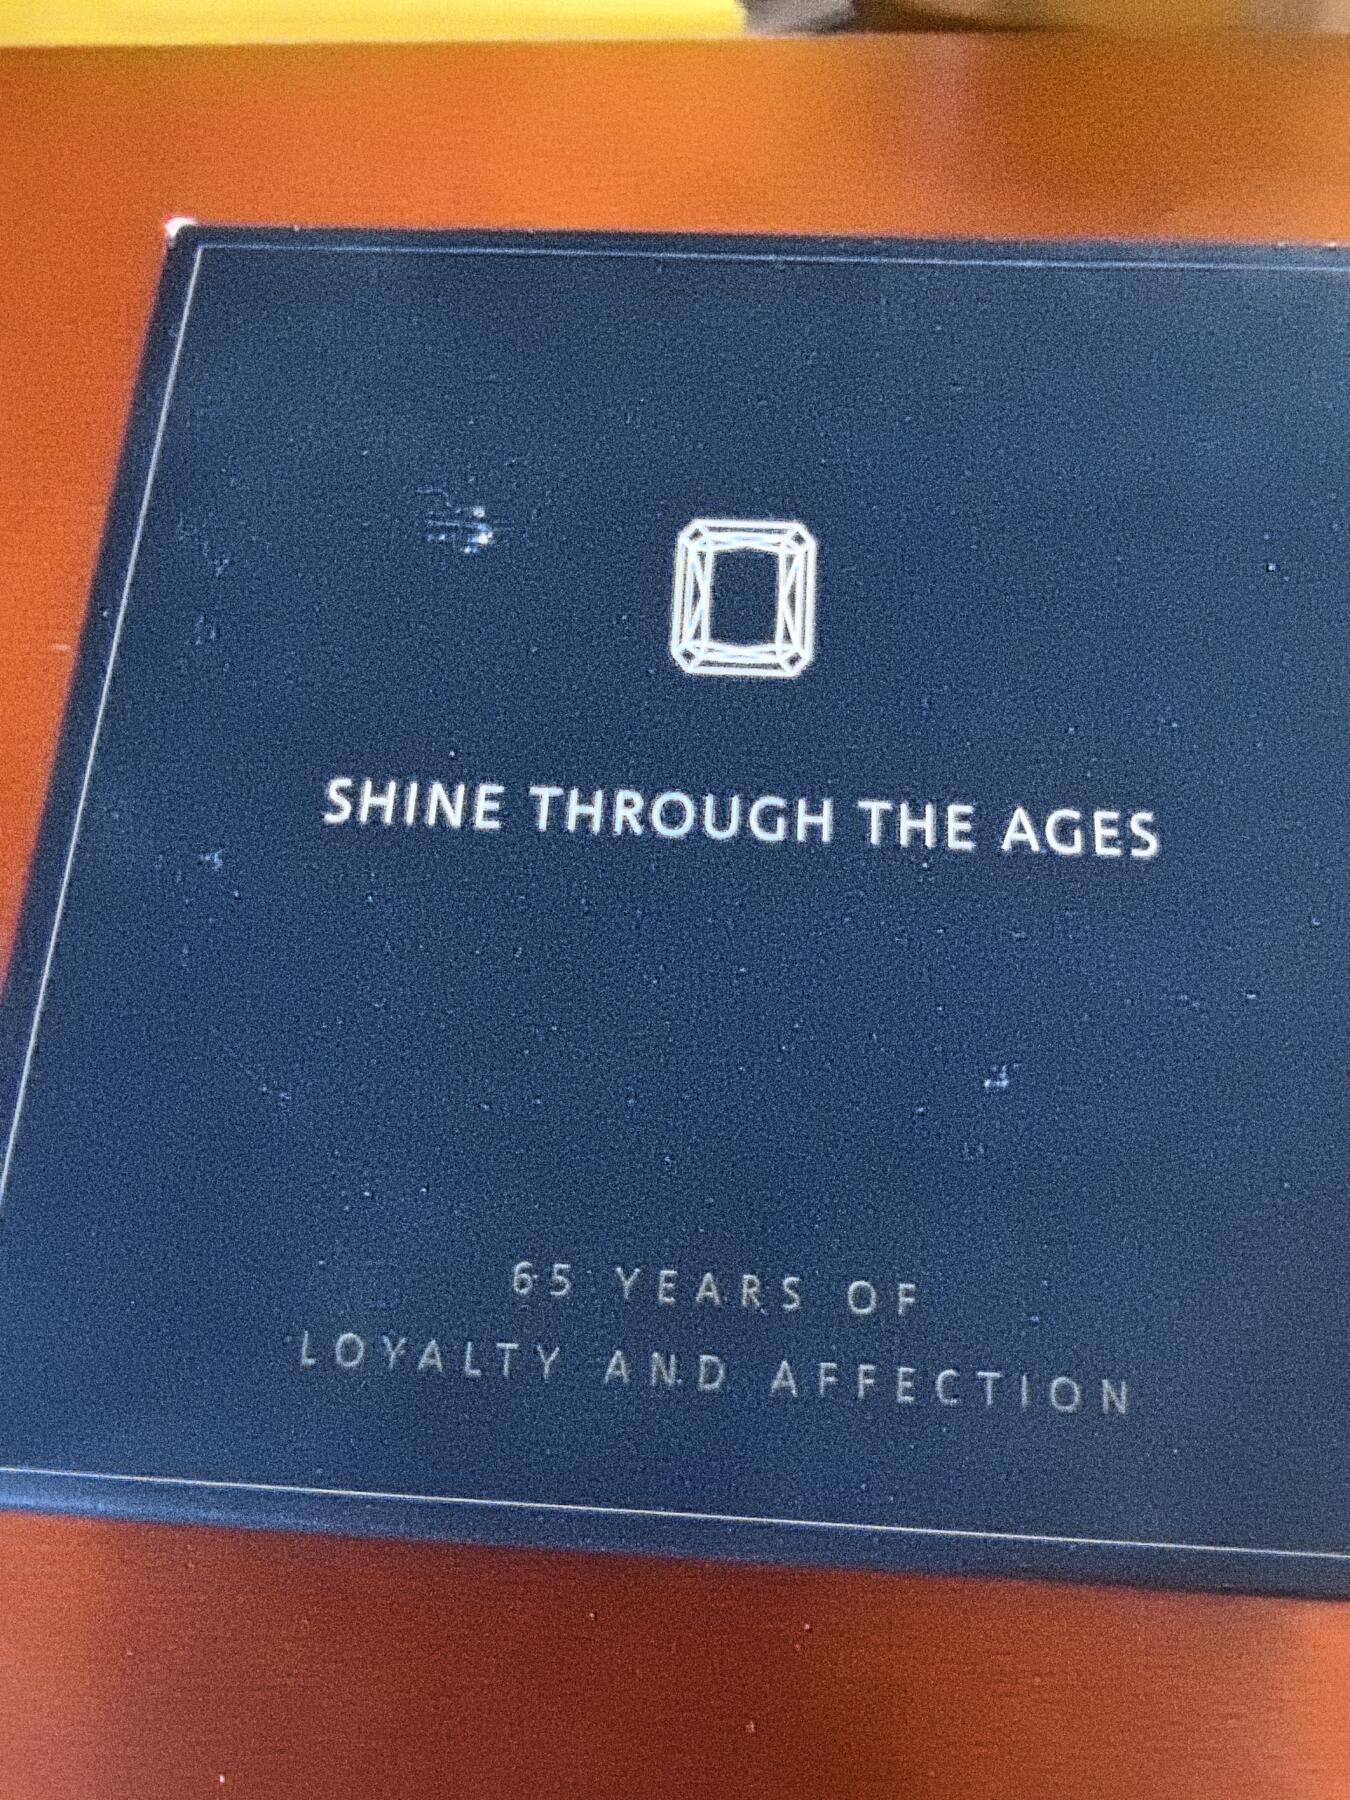 SHINE THROUGH THE AGES
65 YEARS OF
LOYALTY AND AFFECTION